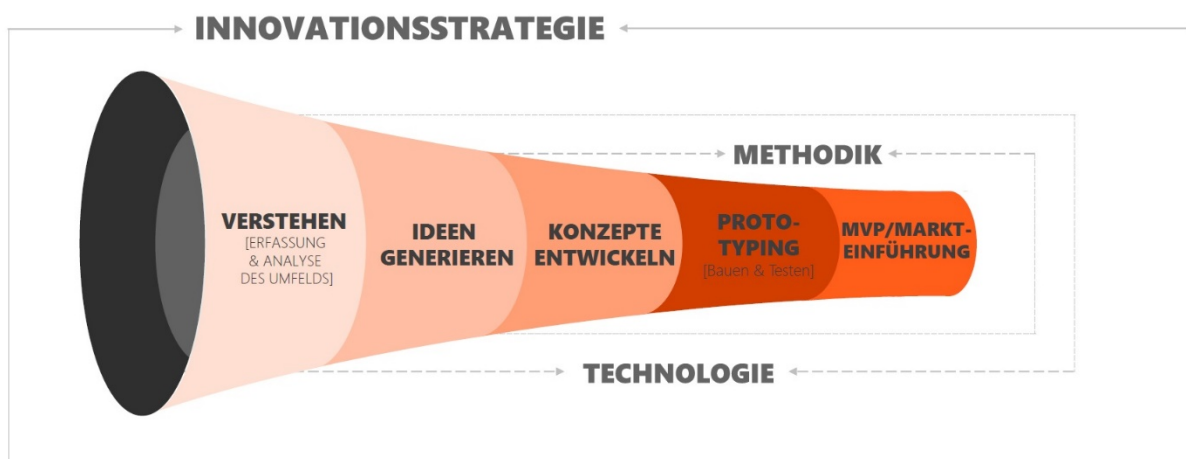 INNOVATIONSSTRATEGIE
METHODIK
VERSTEHEN
[ERFASSUNG
& ANALYSE
DES UMFELDS]
IDEEN
GENERIEREN
KONZEPTE
ENTWICKELN
PROTO-
TYPING
[Bauen & Testen]
MVP/MARKT-
EINFÜHRUNG
TECHNOLOGIE